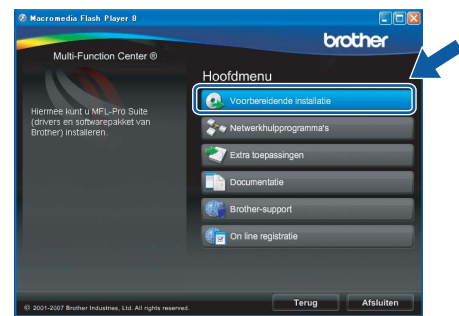 Macromedia Flash Player 8
brother
Multi-Function Center ®
Hoofdmenu
Hiermee kunt u MFL-Pro Suite
(drivers en softwarepakket van
Brother) installeren.
Voorbereidende installatie
Netwerkhulpprogramma's
Extra toepassingen
Documentatie
Brother-support
On line registratie
© 2001-2007 Brother Industries, Ltd. All rights reserved.
Terug
Afsluiten